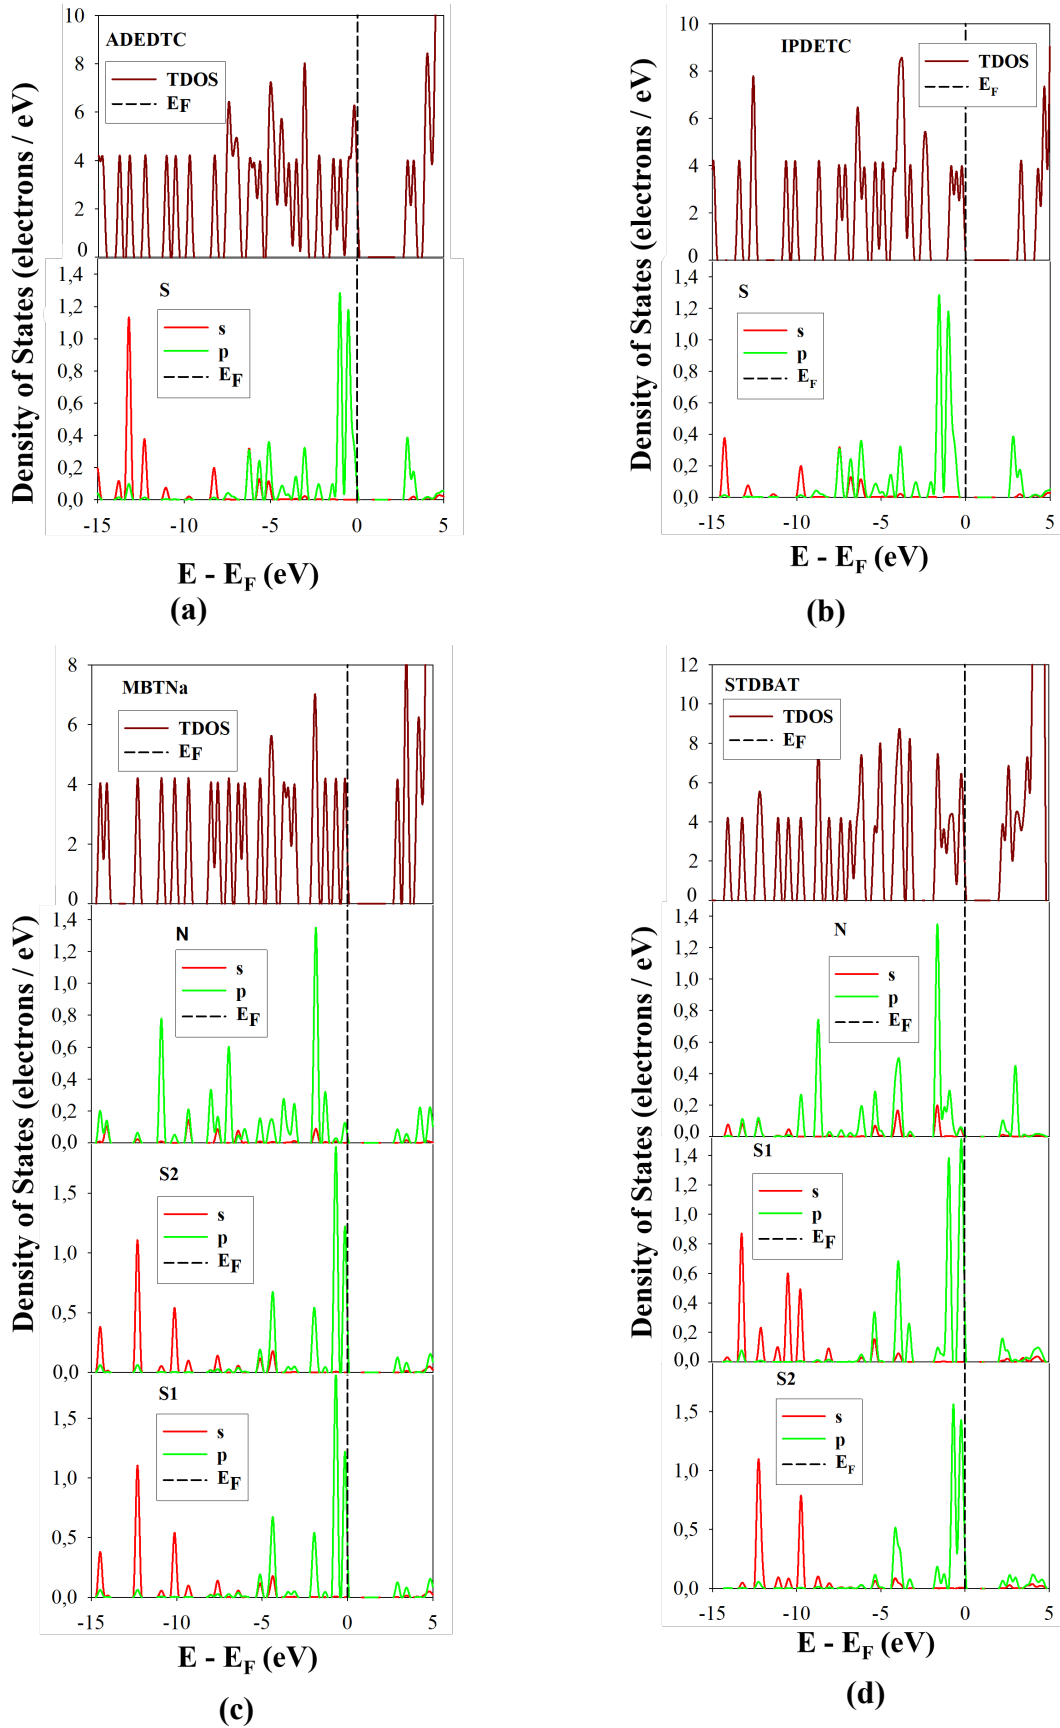 (a)
Density of States (electrons / eV)
10
8
6
4
2
0
ADEDTC
TDOS
EF
1,4
1,2
1,0
0,8
0,6
0,4
0,2
0,0
S
s
p
EF
-15 -10 -5 0 5
E - EF (eV)
(a)
Density of States (electrons / eV)
10
8
6
4
2
0
IPDETC
TDOS
EF
1,4
1,2
1,0
0,8
0,6
0,4
0,2
0,0
S
s
p
EF
-15 -10 -5 0 5
E - EF (eV)
(b)
Density of States (electrons / eV)
8
6
4
2
0
MBTNa
TDOS
EF
1,4
1,2
1,0
0,8
0,6
0,4
0,2
0,0
N
s
p
EF
1,5
1,0
0,5
0,0
S2
s
p
EF
1,5
1,0
0,5
0,0
S1
s
p
EF
-15 -10 -5 0 5
E - EF (eV)
(c)
Density of States (electrons / eV)
12
10
8
6
4
2
0
STDBAT
TDOS
EF
1,4
1,2
1,0
0,8
0,6
0,4
0,2
0,0
N
s
p
EF
1,4
1,2
1,0
0,8
0,6
0,4
0,2
0,0
S1
s
p
EF
1,5
1,0
0,5
0,0
S2
s
p
EF
-15 -10 -5 0 5
E - EF (eV)
(d)